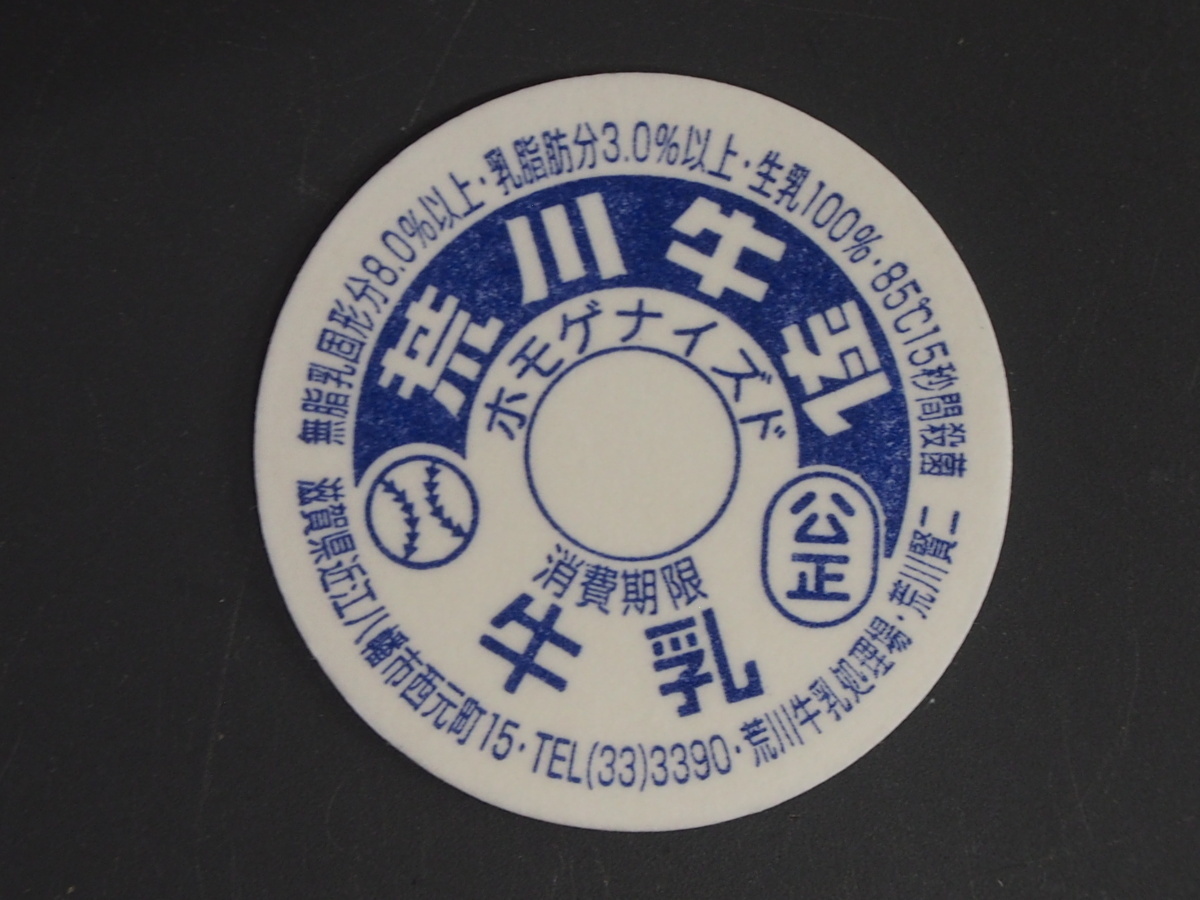 無脂乳固形分8.0%以上・乳脂肪分3.0%以上・生乳100%・85℃15秒間殺菌
荒川牛乳
ホモゲナイズド
公正
消費期限
牛乳
滋賀県近江八幡市西元町15・TEL(33)3390・荒川牛乳処理場・荒川賢二